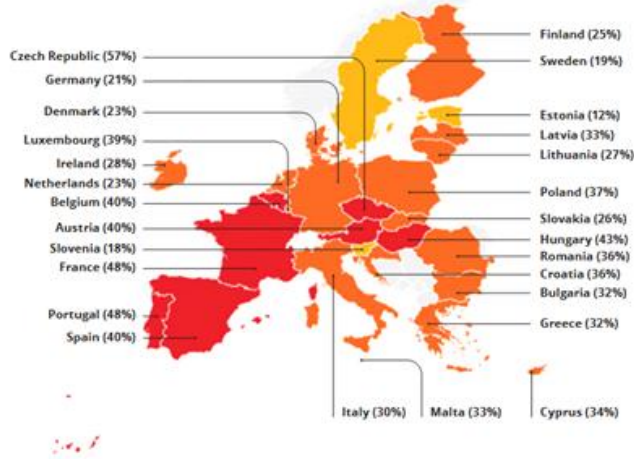 Czech Republic (57%)
Germany (21%)
Denmark (23%)
Luxembourg (39%)
Ireland (28%)
Netherlands (23%)
Belgium (40%)
Austria (40%)
Slovenia (18%)
France (48%)
Portugal (48%)
Spain (40%)
Finland (25%)
Sweden (19%)
Estonia (12%)
Latvia (33%)
Lithuania (27%)
Poland (37%)
Slovakia (26%)
Hungary (43%)
Romania (36%)
Croatia (36%)
Bulgaria (32%)
Greece (32%)
Italy (30%)
Malta (33%)
Cyprus (34%)